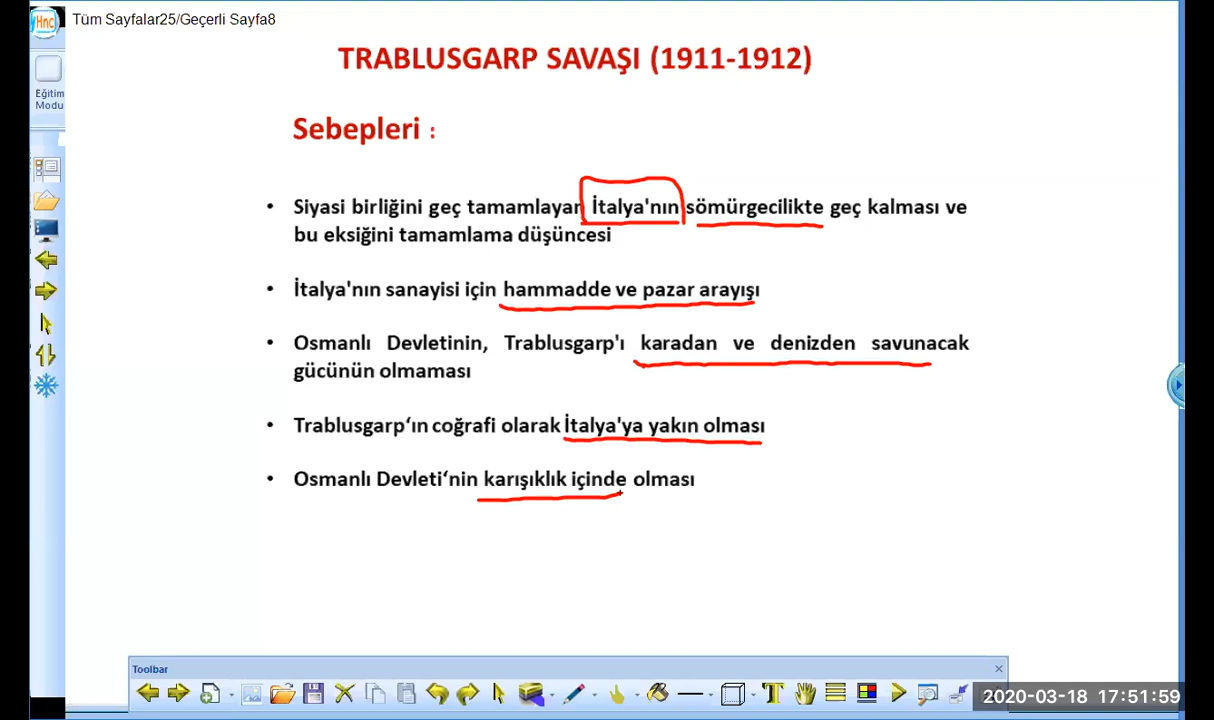 Hnc
Tüm Sayfalar25/Geçerli Sayfa8
Eğitim
Modu
TRABLUSGARP SAVAŞI (1911-1912)
Sebepleri :
• Siyasi birliğini geç tamamlayan İtalya'nın sömürgecilikte geç kalması ve
bu eksiğini tamamlama düşüncesi
• İtalya'nın sanayisi için hammadde ve pazar arayışı
• Osmanlı Devletinin, Trablusgarp'ı karadan ve denizden savunacak
gücünün olmaması
• Trablusgarp‘ın coğrafi olarak İtalya'ya yakın olması
• Osmanlı Devleti‘nin karışıklık içinde olması
Toolbar
2020-03-18 17:51:59